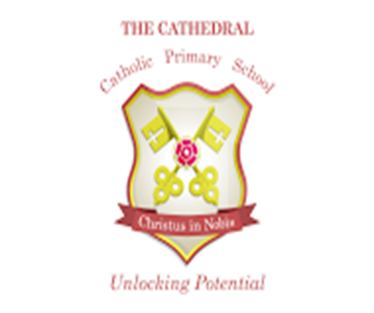 THE CATHEDRAL
Catholic Primary School
Christus in Nobis
Unlocking Potential